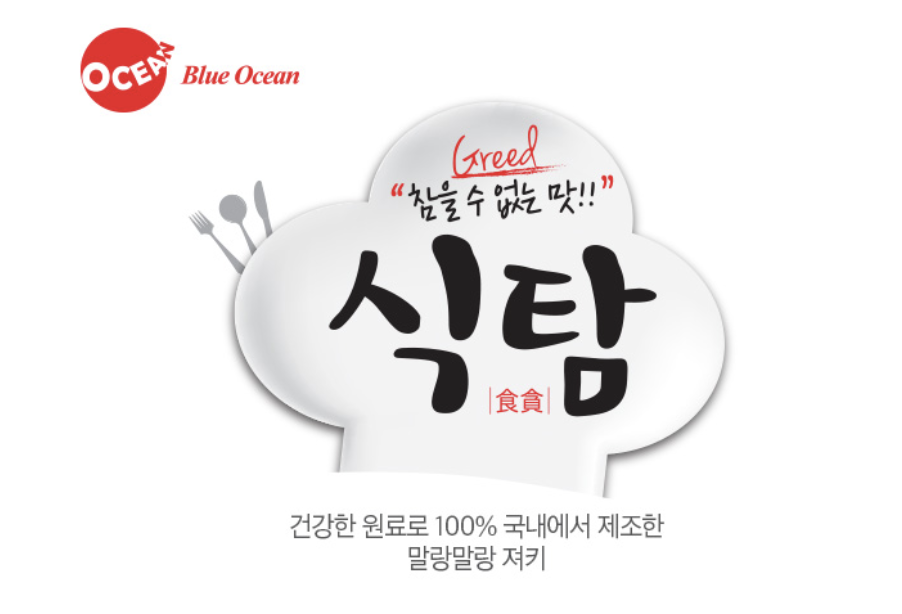 OCEAN Blue Ocean
Greed
“참을 수 없는 맛!!”
식탐
|食貪|
건강한 원료로 100% 국내에서 제조한
말랑말랑 져키